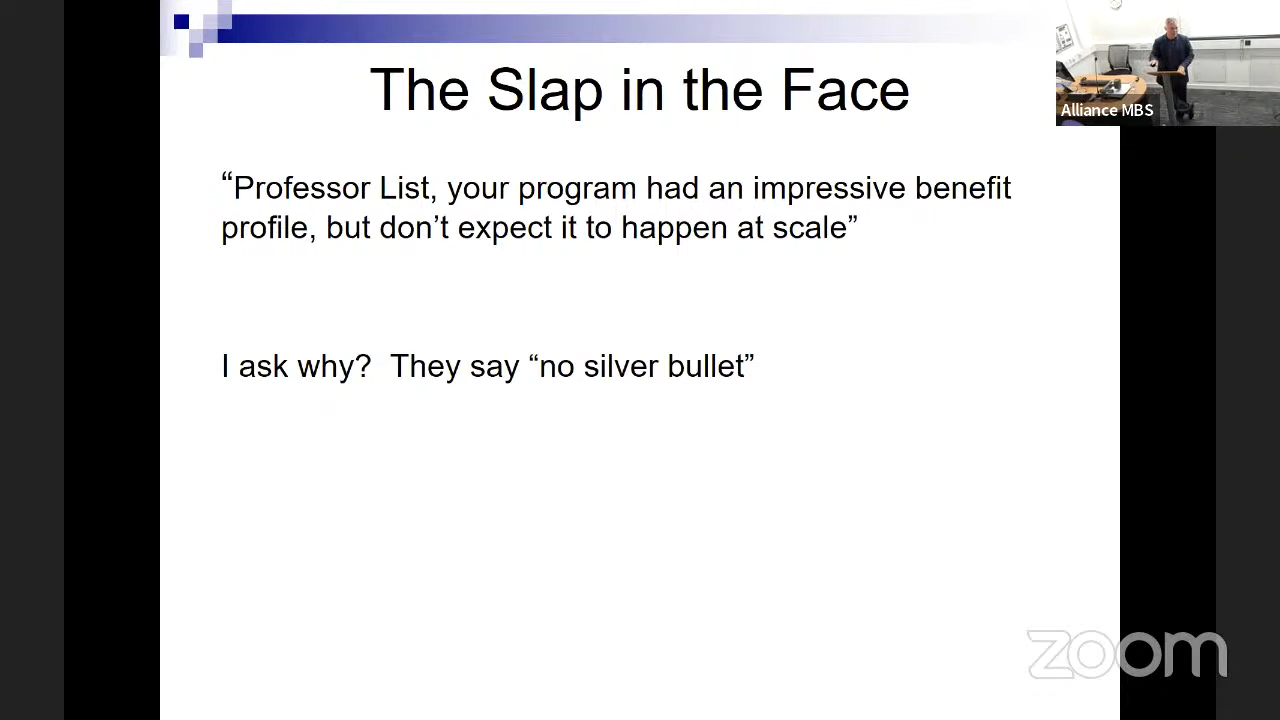 The Slap in the Face
Alliance MBS
“Professor List, your program had an impressive benefit
profile, but don’t expect it to happen at scale”
I ask why?  They say “no silver bullet”
zoom